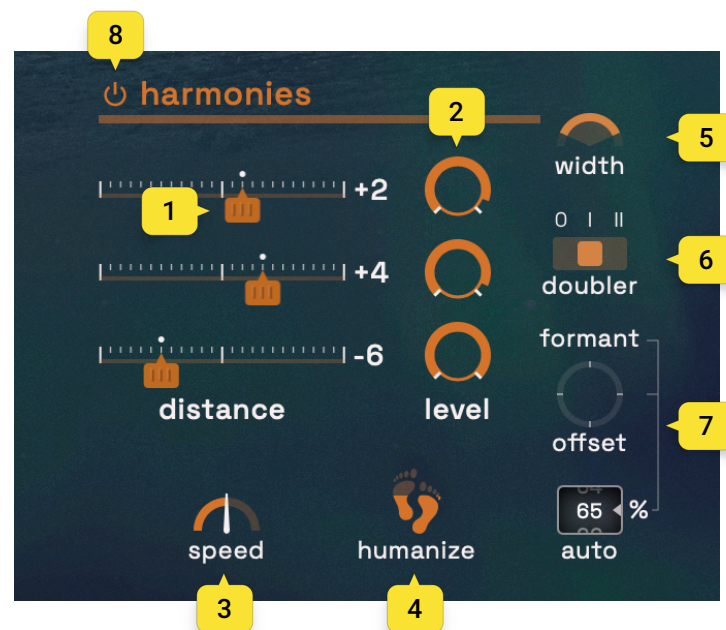 8
harmonies
2
5
width
+2
1
O I II
6
doubler
+4
formant
-6
7
distance
level
offset
65 %
speed
humanize
auto
3
4